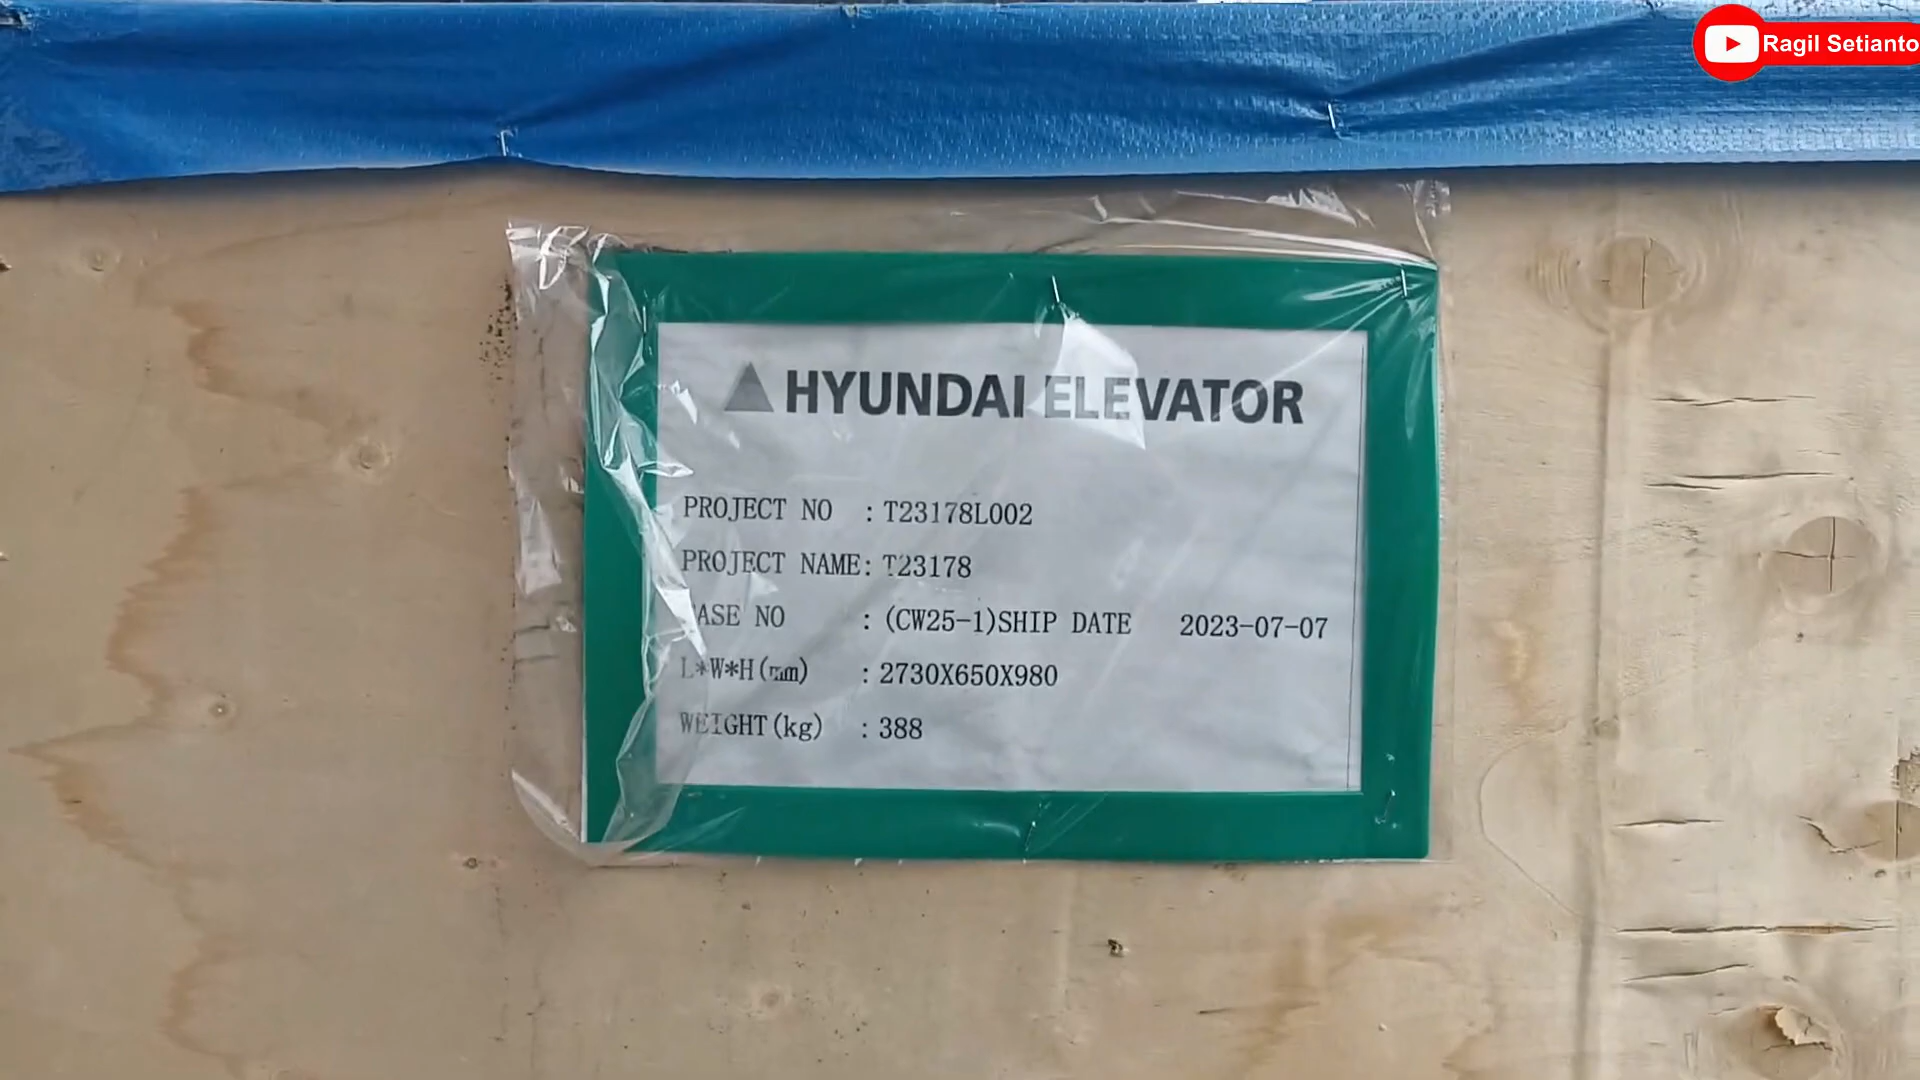 Ragil Setianto
HYUNDAI ELEVATOR
PROJECT NO : T23178L002
PROJECT NAME: T23178
CASE NO : (CW25-1)SHIP DATE 2023-07-07
L*W*H(mm) : 2730X650X980
WEIGHT(kg) : 388